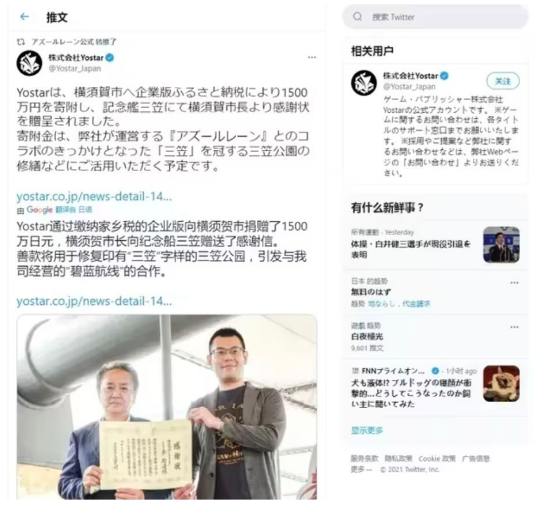 推文
アズールレーン公式 转推了
株式会社Yostar
@Yostar_Japan
Yostarは、横須賀市へ企業版ふるさと納税により1500
万円を寄附し、記念艦三笠にて横須賀市長より感謝状
を贈呈されました。
寄附金は、弊社が運営する『アズールレーン』とのコ
ラボのきっかけとなった「三笠」を冠する三笠公園の
修繕などにご活用いただく予定です。
yostar.co.jp/news-detail-14...
由 Google 翻译自 日语
Yostar通过缴纳家乡税的企业版向横须贺市捐赠了1500
万日元，横须贺市长向纪念船三笠赠送了感谢信。
善款将用于修复印有“三笠”字样的三笠公园，引发与我
司经营的“碧蓝航线”的合作。
yostar.co.jp/news-detail-14...
感謝状
搜索 Twitter
相关用户
株式会社Yostar
@Yostar_Japan
关注
ゲーム・パブリッシャー株式会社
Yostarの公式アカウントです。 ※ゲー
ムに関するお問い合わせは、各タイ
トルのサポート窓口までお願いいたしま
す。 ※採用やご提案など弊社に関す
るお問い合わせなどは、弊社Webペー
ジの「お問い合わせ」よりお送りくだ
さい。
有什么新鲜事？
所有運動 · Yesterday
体操・白井健三選手が現役引退を
表明
日本 的趋势
無料のはず
趋势 地ならし, 代金請求
遊戲 趋势
白夜極光
9,601 推文
FNNプライムオン... · 1小时 ago
犬も液体!? ブルドッグの寝顔が衝
撃的…どうしてこうなったのか飼
い主に聞いてみた
显示更多
服务条款 隐私政策 Cookie 政策 广告信息
更多 © 2021 Twitter, Inc.